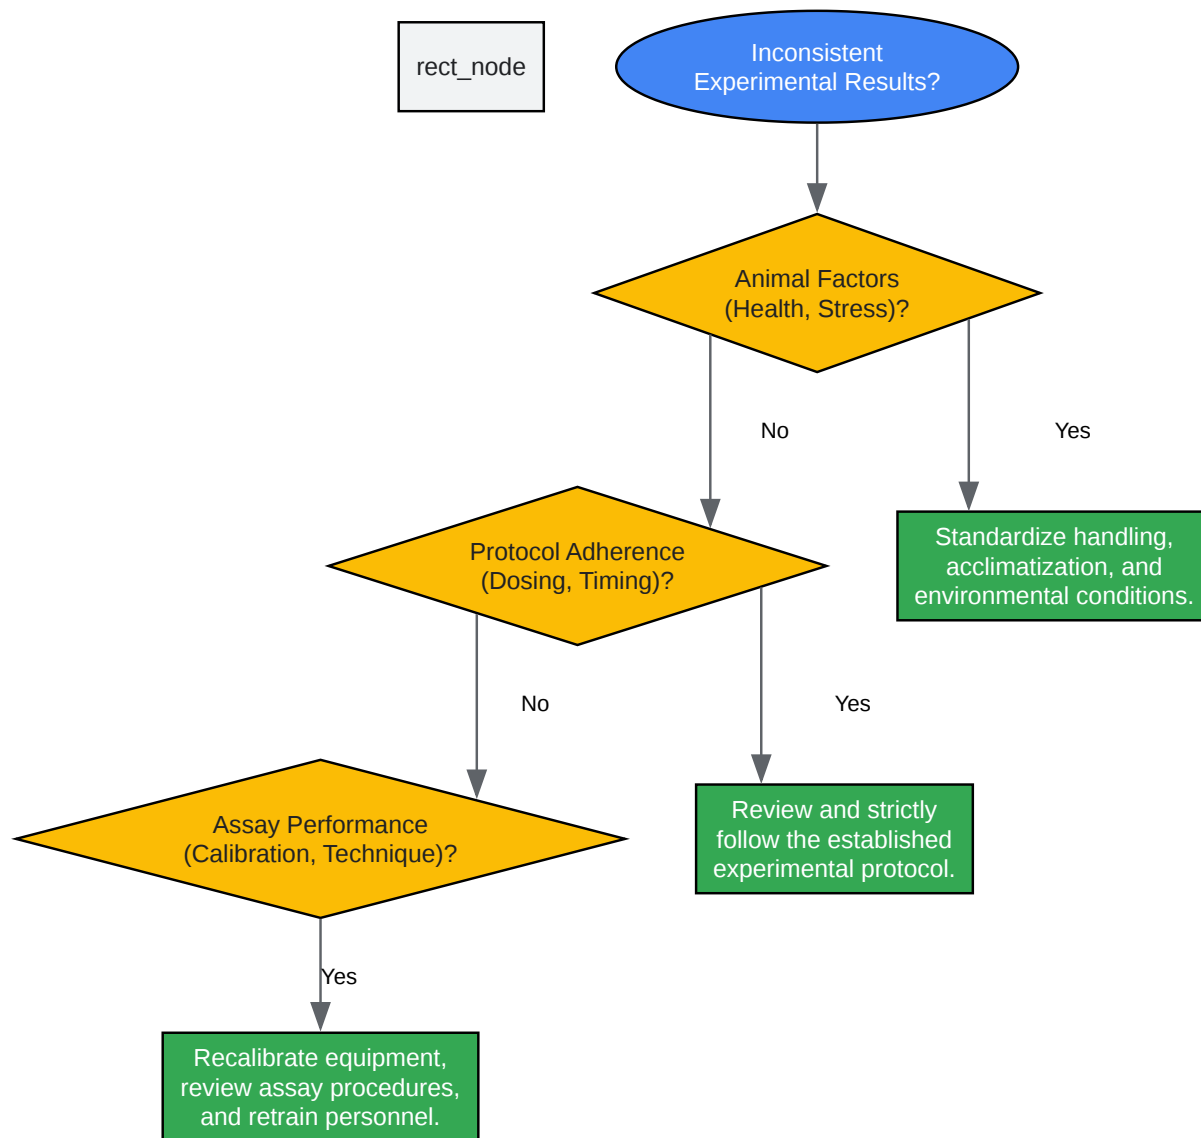 rect_node
Inconsistent
Experimental Results?
Animal Factors
(Health, Stress)?
No
Yes
Standardize handling,
acclimatization, and
environmental conditions.
Protocol Adherence
(Dosing, Timing)?
No
Yes
Review and strictly
follow the established
experimental protocol.
Assay Performance
(Calibration, Technique)?
Yes
Recalibrate equipment,
review assay procedures,
and retrain personnel.